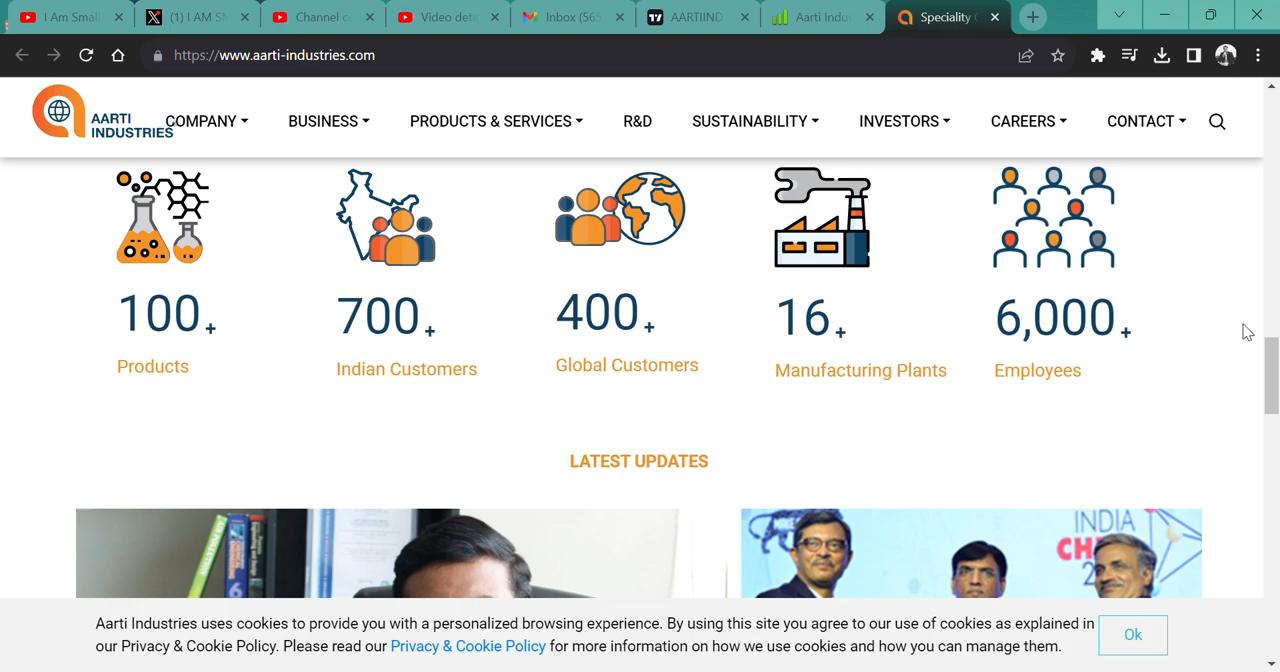 I Am Small
(1) I AM SM
Channel co
Video deta
Inbox (565
AARTIIND
Aarti Indus
Speciality C
https://www.aarti-industries.com
AARTI
INDUSTRIES
COMPANY
BUSINESS
PRODUCTS & SERVICES
R&D
SUSTAINABILITY
INVESTORS
CAREERS
CONTACT
100+
700+
400+
16+
6,000+
Products
Indian Customers
Global Customers
Manufacturing Plants
Employees
LATEST UPDATES
INDIA
Aarti Industries uses cookies to provide you with a personalized browsing experience. By using this site you agree to our use of cookies as explained in
our Privacy & Cookie Policy. Please read our Privacy & Cookie Policy for more information on how we use cookies and how you can manage them.
Ok